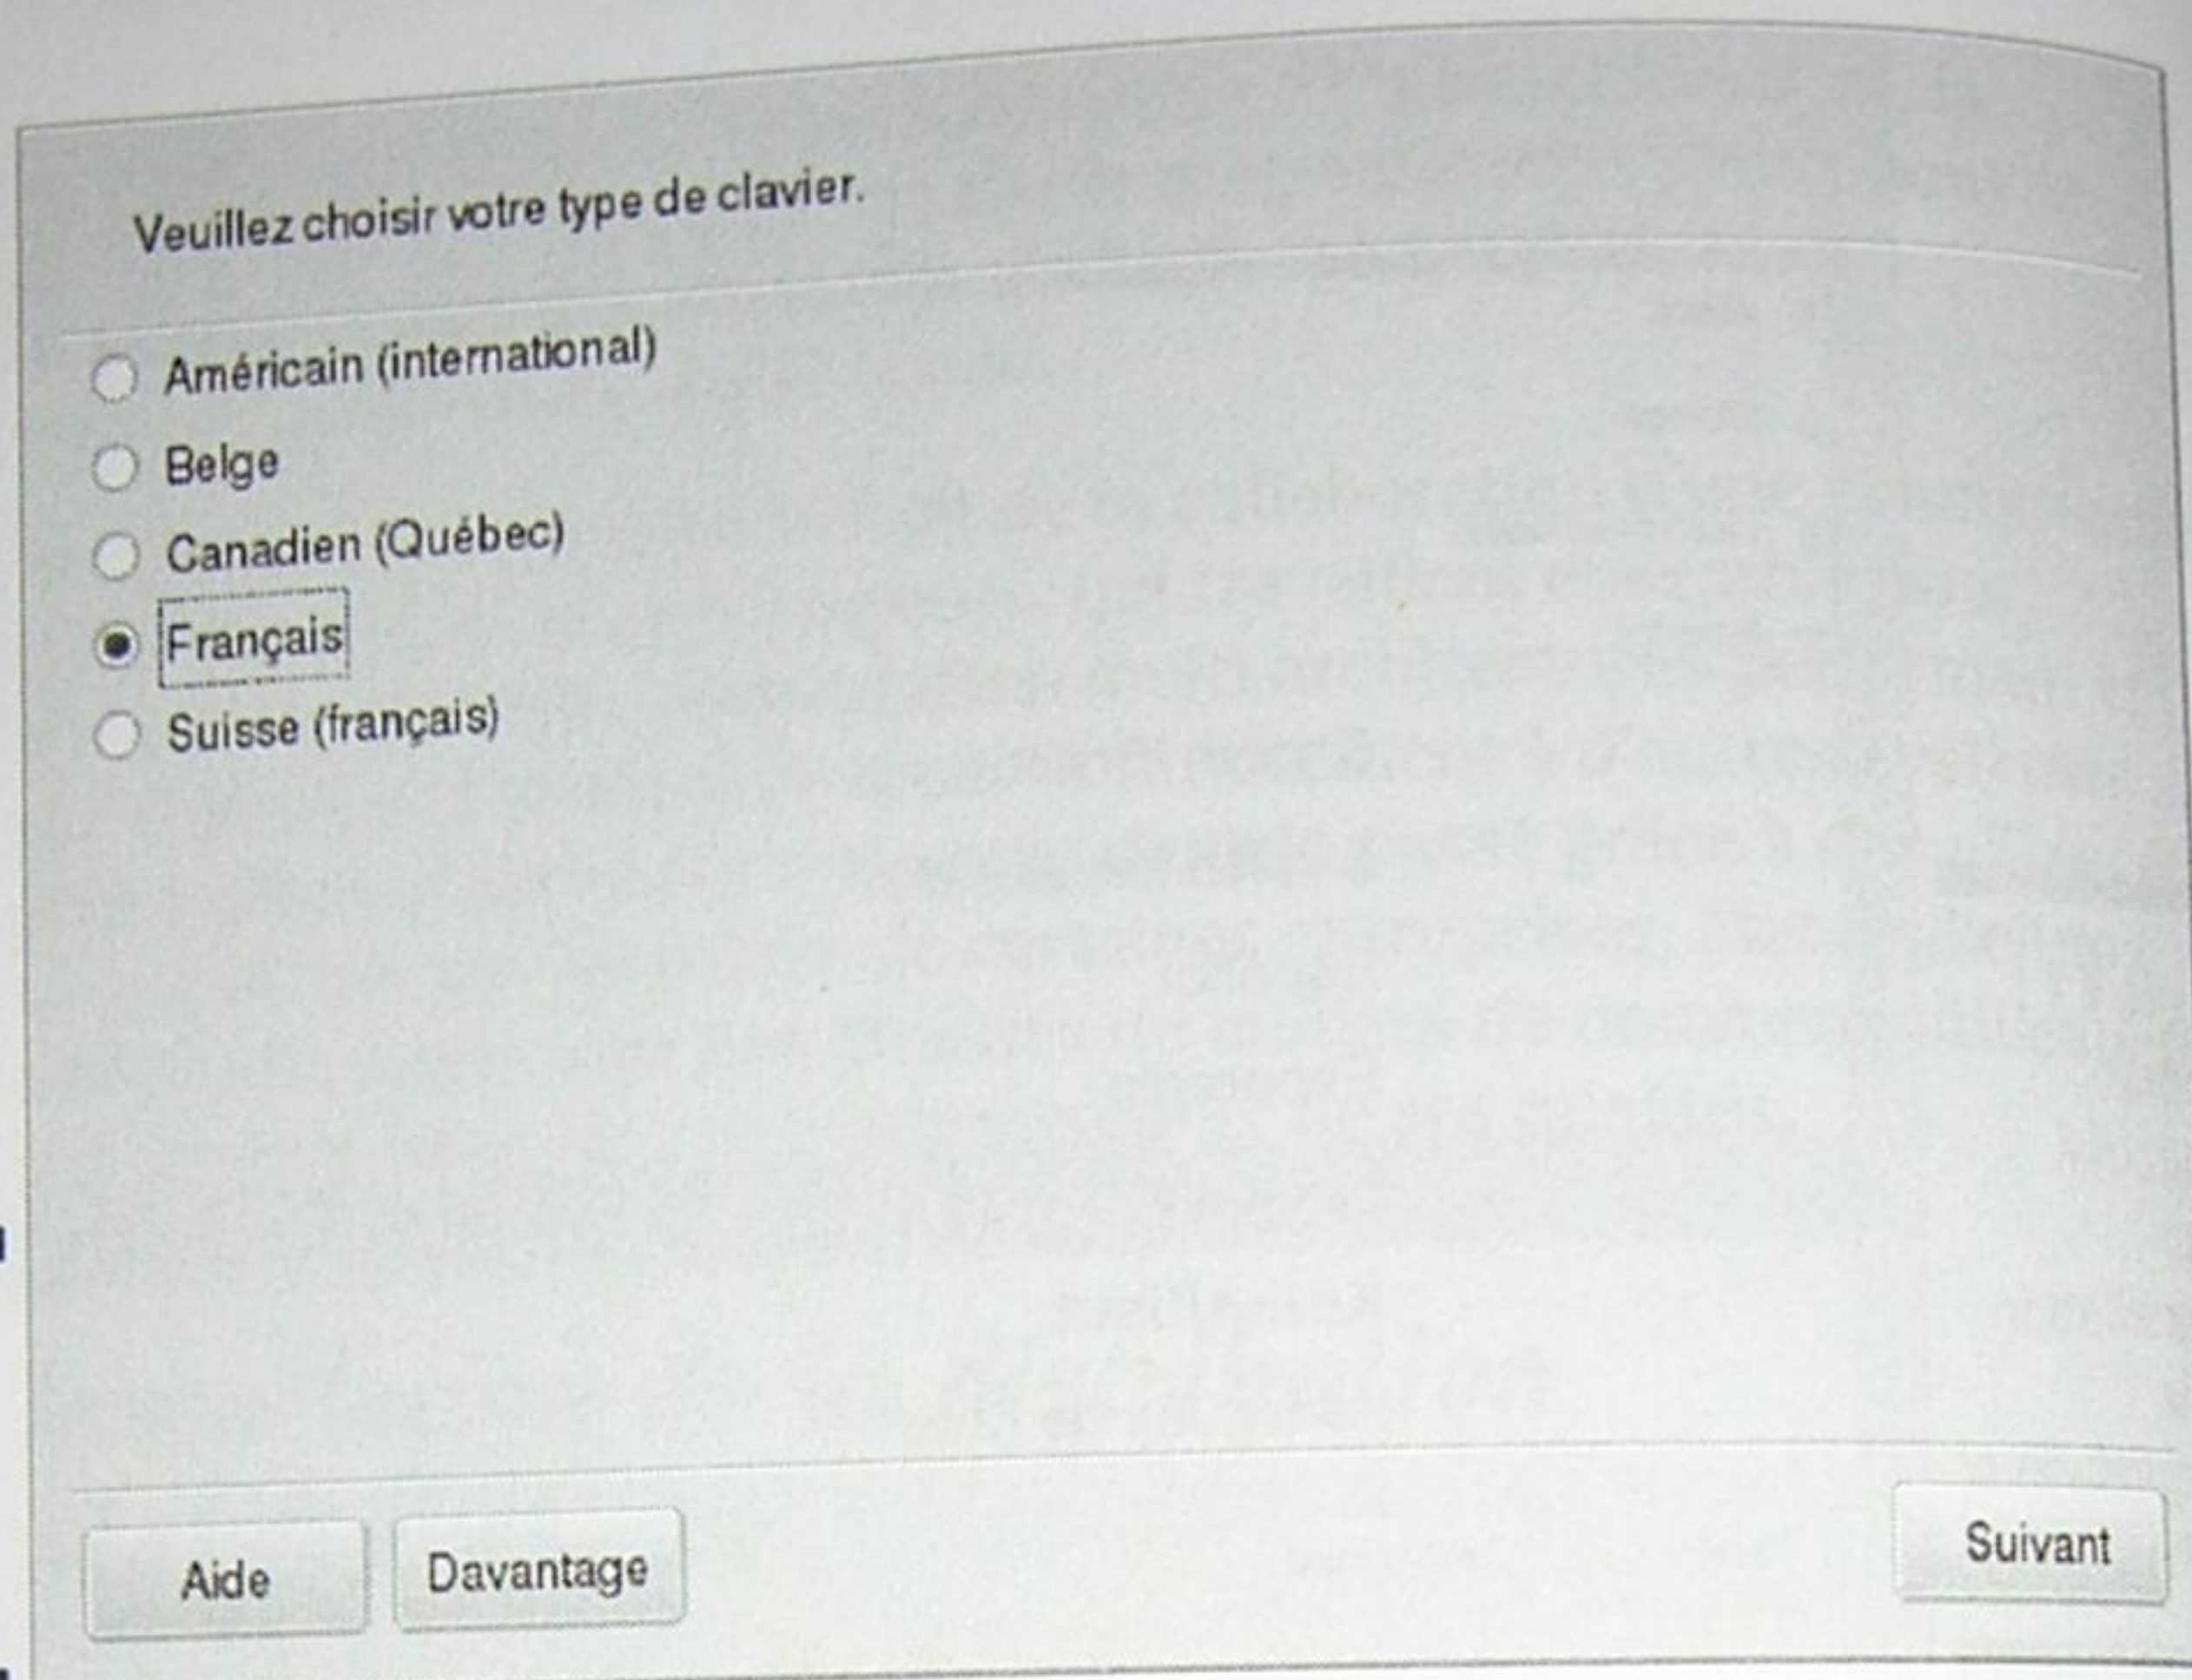 Veuillez choisir votre type de clavier.
Américain (international)
Belge
Canadien (Québec)
Français
Suisse (français)
Aide
Davantage
Suivant